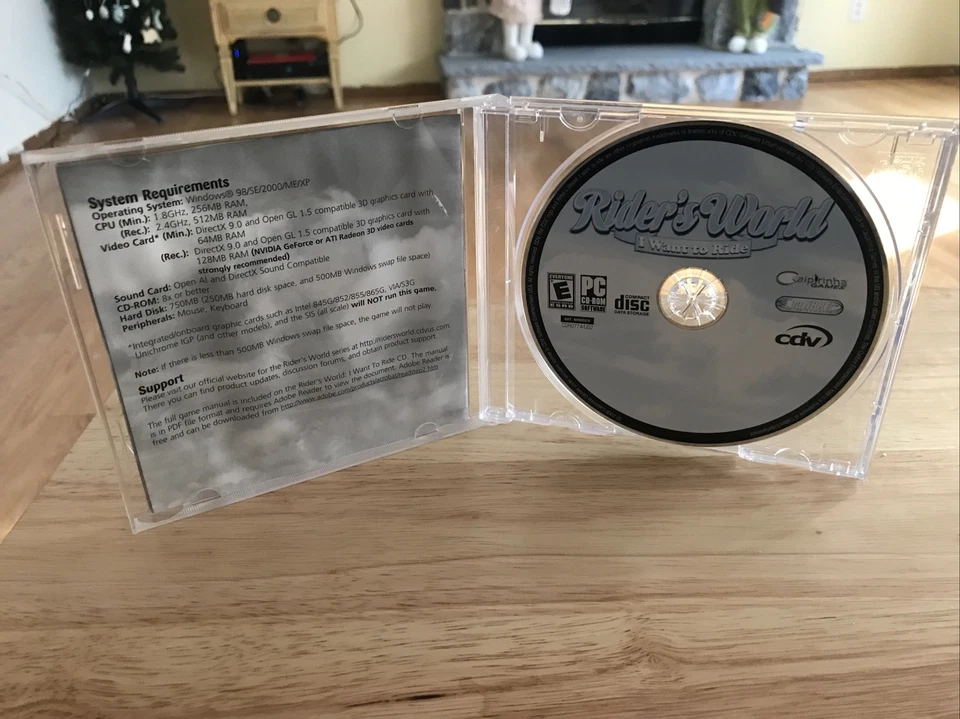 System Requirements
Operating System: Windows® 98/SE/2000/ME/XP
CPU (Min.): 1.8GHz, 256MB RAM,
(Rec.): 2.4GHz, 512MB RAM
Video Card* (Min.): DirectX 9.0 and Open GL 1.5 compatible 3D graphics card with
64MB RAM
(Rec.): DirectX 9.0 and Open GL 1.5 compatible 3D graphics card with
128MB RAM (NVIDIA GeForce or ATI Radeon 3D video cards
strongly recommended)
Sound Card: Open Al and DirectX Sound Compatible
CD-ROM: 8x or better
Hard Disk: 750MB (250MB hard disk space, and 500MB Windows swap file space)
Peripherals: Mouse, Keyboard
*Integrated/onboard graphic cards such as Intel 845G/852/855/865G, VIA/S3G
Unichrome IGP (and other models), and the SIS (all scale) will NOT run this game.
Note: If there is less than 500MB Windows swap file space, the game will not play.
Support
Please visit our official website for the Rider's World series at http://ridersworld.cdvus.com
There you can find product updates, discussion forums, and obtain product support.
The full game manual is included on the Rider's World: I Want To Ride CD. The manual
is in PDF file format and requires Adobe Reader to view the document. Adobe Reader is
free and can be downloaded from
Rider's World
I Want to Ride
EVERYONE
E
PC
CD-ROM
SOFTWARE
COMPACT
disc
DATA STORAGE
Caipirinha
cdv